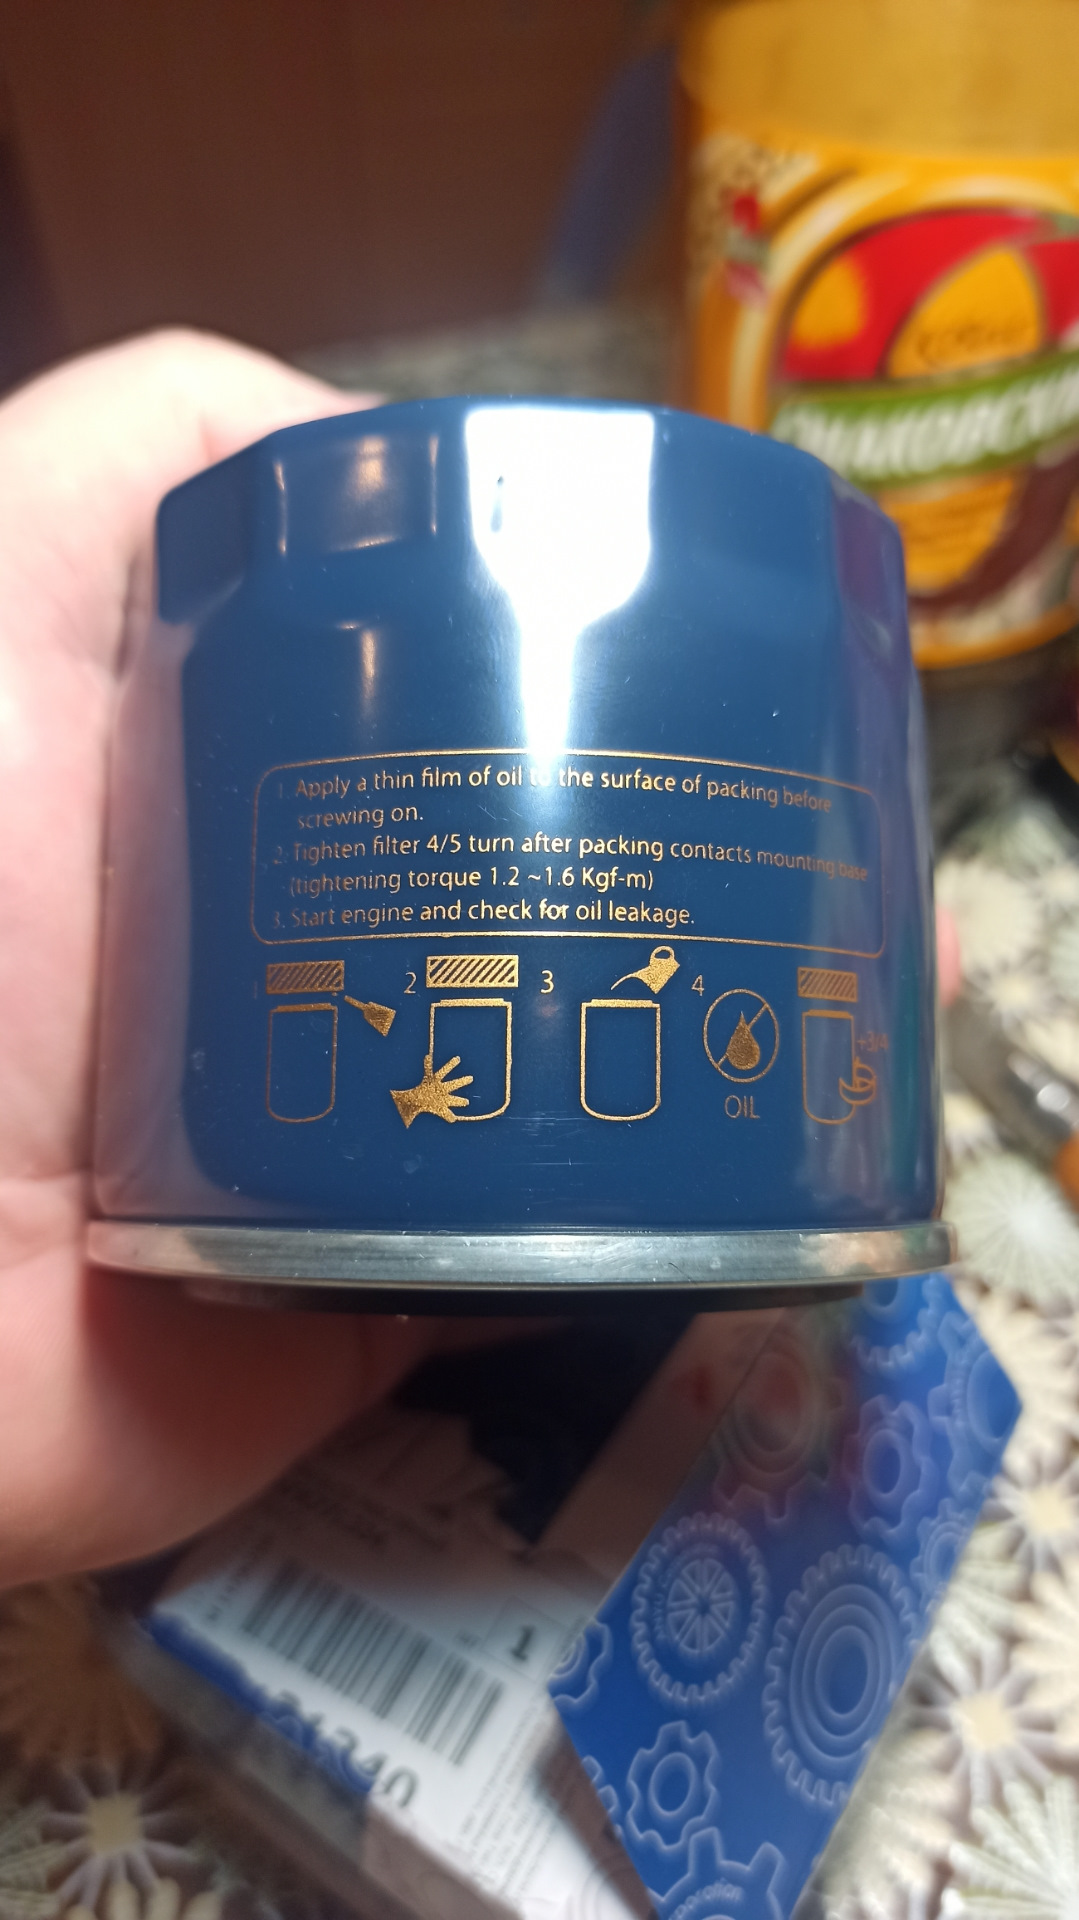 1. Apply a thin film of oil to the surface of packing before
screwing on.
2. Tighten filter 4/5 turn after packing contacts mounting base
(tightening torque 1.2 ~1.6 Kgf-m)
3. Start engine and check for oil leakage.
1 2 3 4
+3/4
OIL
1